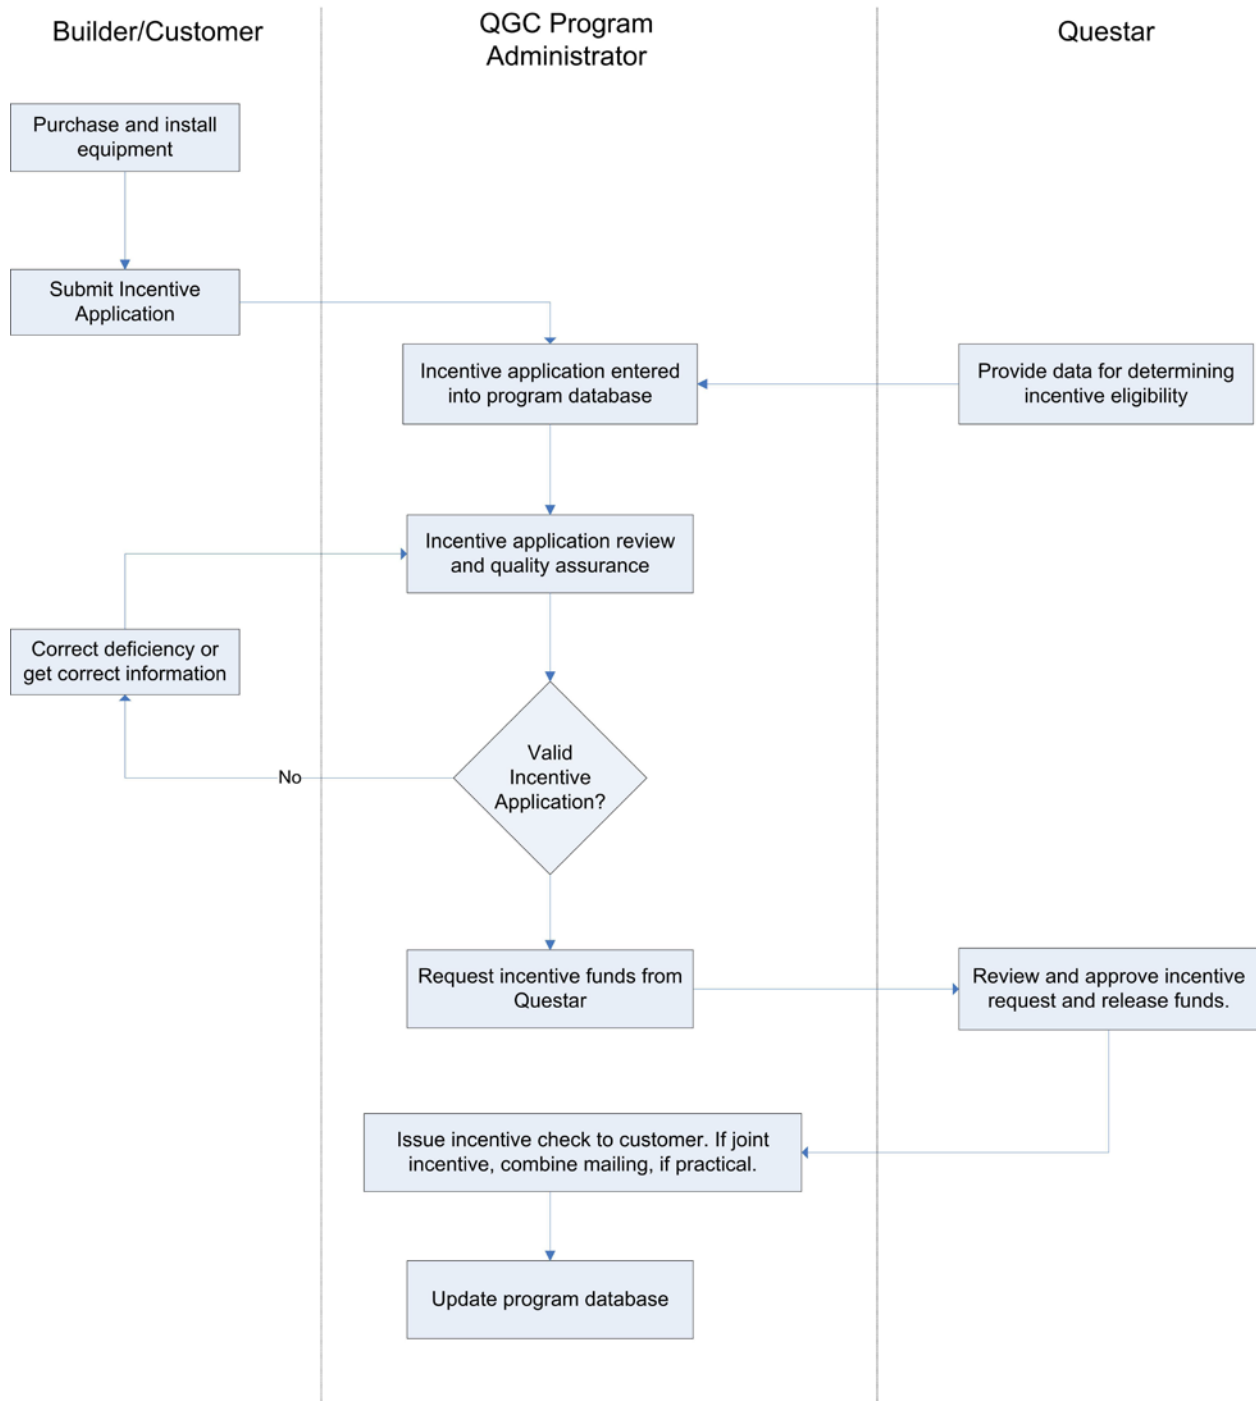 Builder/Customer
QGC Program
Administrator
Questar
Purchase and install
equipment
Submit Incentive
Application
Incentive application entered
into program database
Provide data for determining
incentive eligibility
Incentive application review
and quality assurance
Correct deficiency or
get correct information
Valid
Incentive
Application?
No
Request incentive funds from
Questar
Review and approve incentive
request and release funds.
Issue incentive check to customer. If joint
incentive, combine mailing, if practical.
Update program database